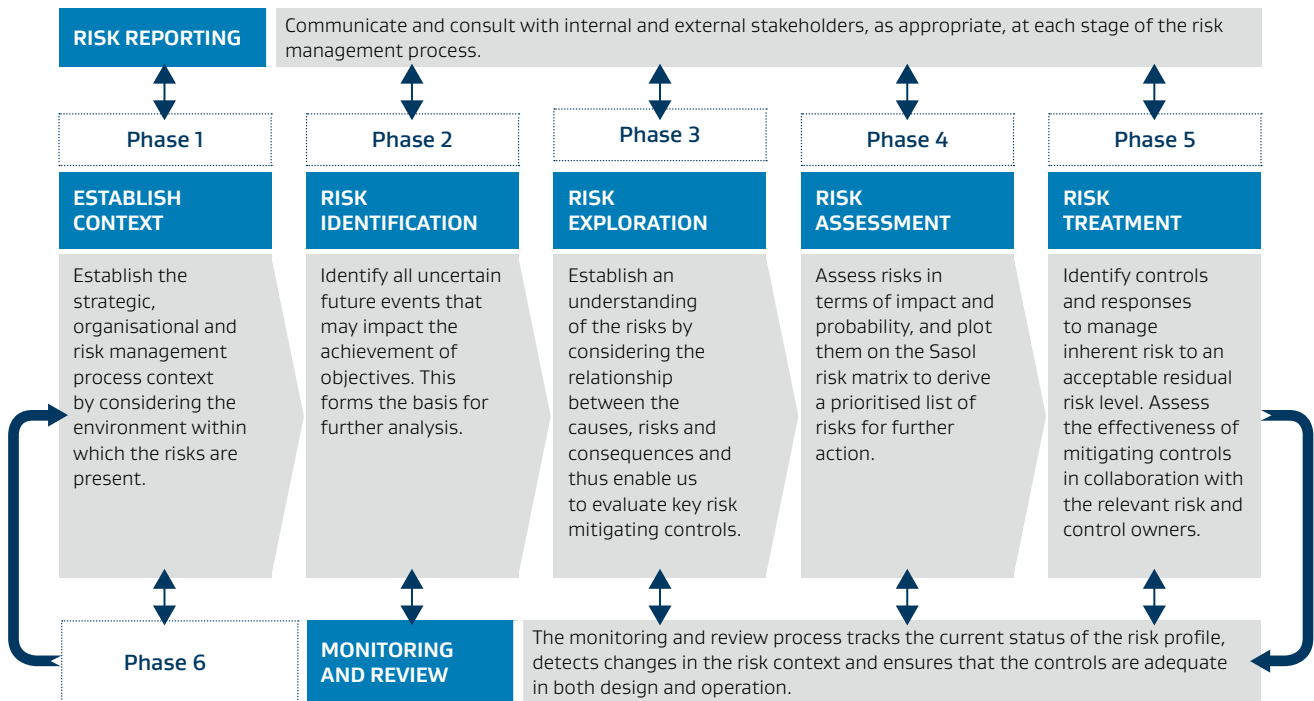 RISK REPORTING
Communicate and consult with internal and external stakeholders, as appropriate, at each stage of the risk
management process.
Phase 1
ESTABLISH
CONTEXT
Establish the
strategic,
organisational and
risk management
process context
by considering the
environment within
which the risks are
present.
Phase 2
RISK
IDENTIFICATION
Identify all uncertain
future events that
may impact the
achievement of
objectives. This
forms the basis for
further analysis.
Phase 3
RISK
EXPLORATION
Establish an
understanding
of the risks by
considering the
relationship
between the
causes, risks and
consequences and
thus enable us
to evaluate key risk
mitigating controls.
Phase 4
RISK
ASSESSMENT
Assess risks in
terms of impact and
probability, and plot
them on the Sasol
risk matrix to derive
a prioritised list of
risks for further
action.
Phase 5
RISK
TREATMENT
Identify controls
and responses
to manage
inherent risk to an
acceptable residual
risk level. Assess
the effectiveness of
mitigating controls
in collaboration with
the relevant risk and
control owners.
Phase 6
MONITORING
AND REVIEW
The monitoring and review process tracks the current status of the risk profile,
detects changes in the risk context and ensures that the controls are adequate
in both design and operation.